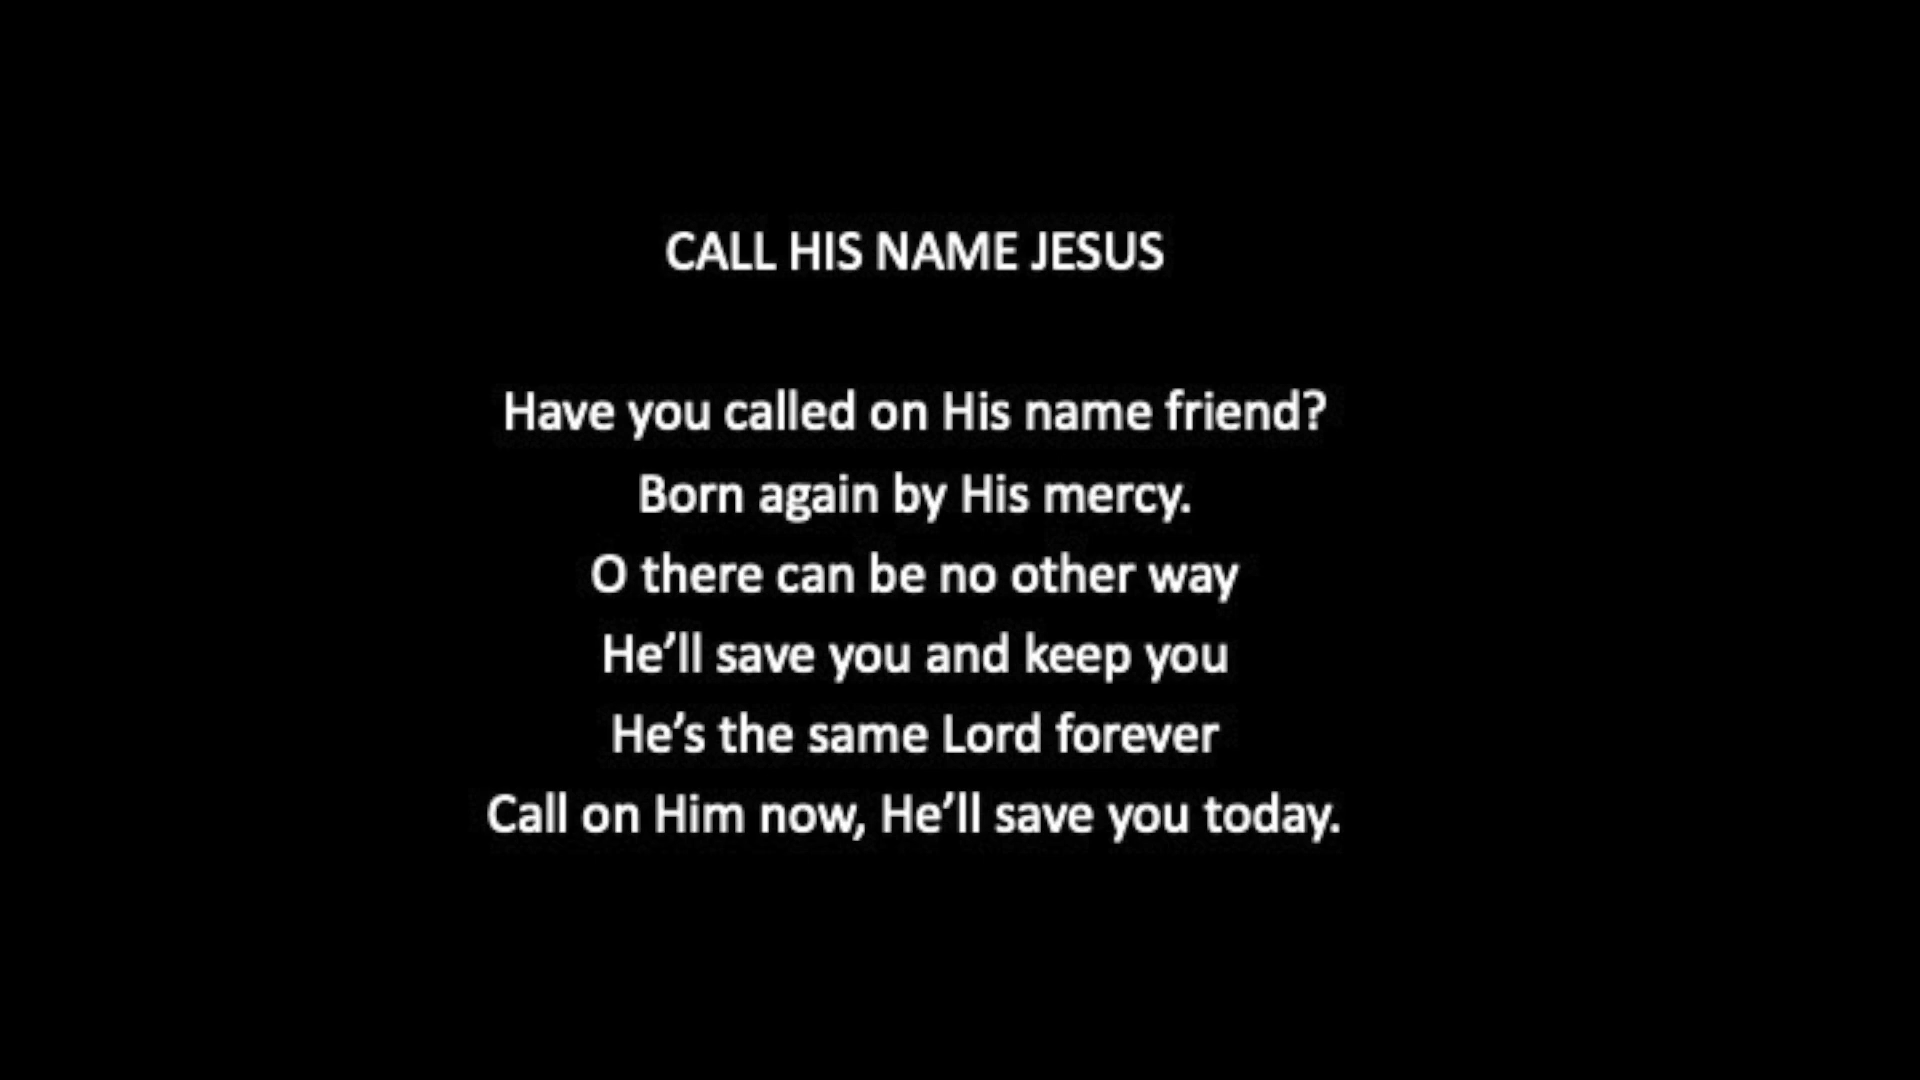 CALL HIS NAME JESUS
Have you called on His name friend?
Born again by His mercy.
O there can be no other way
He’ll save you and keep you
He’s the same Lord forever
Call on Him now, He’ll save you today.